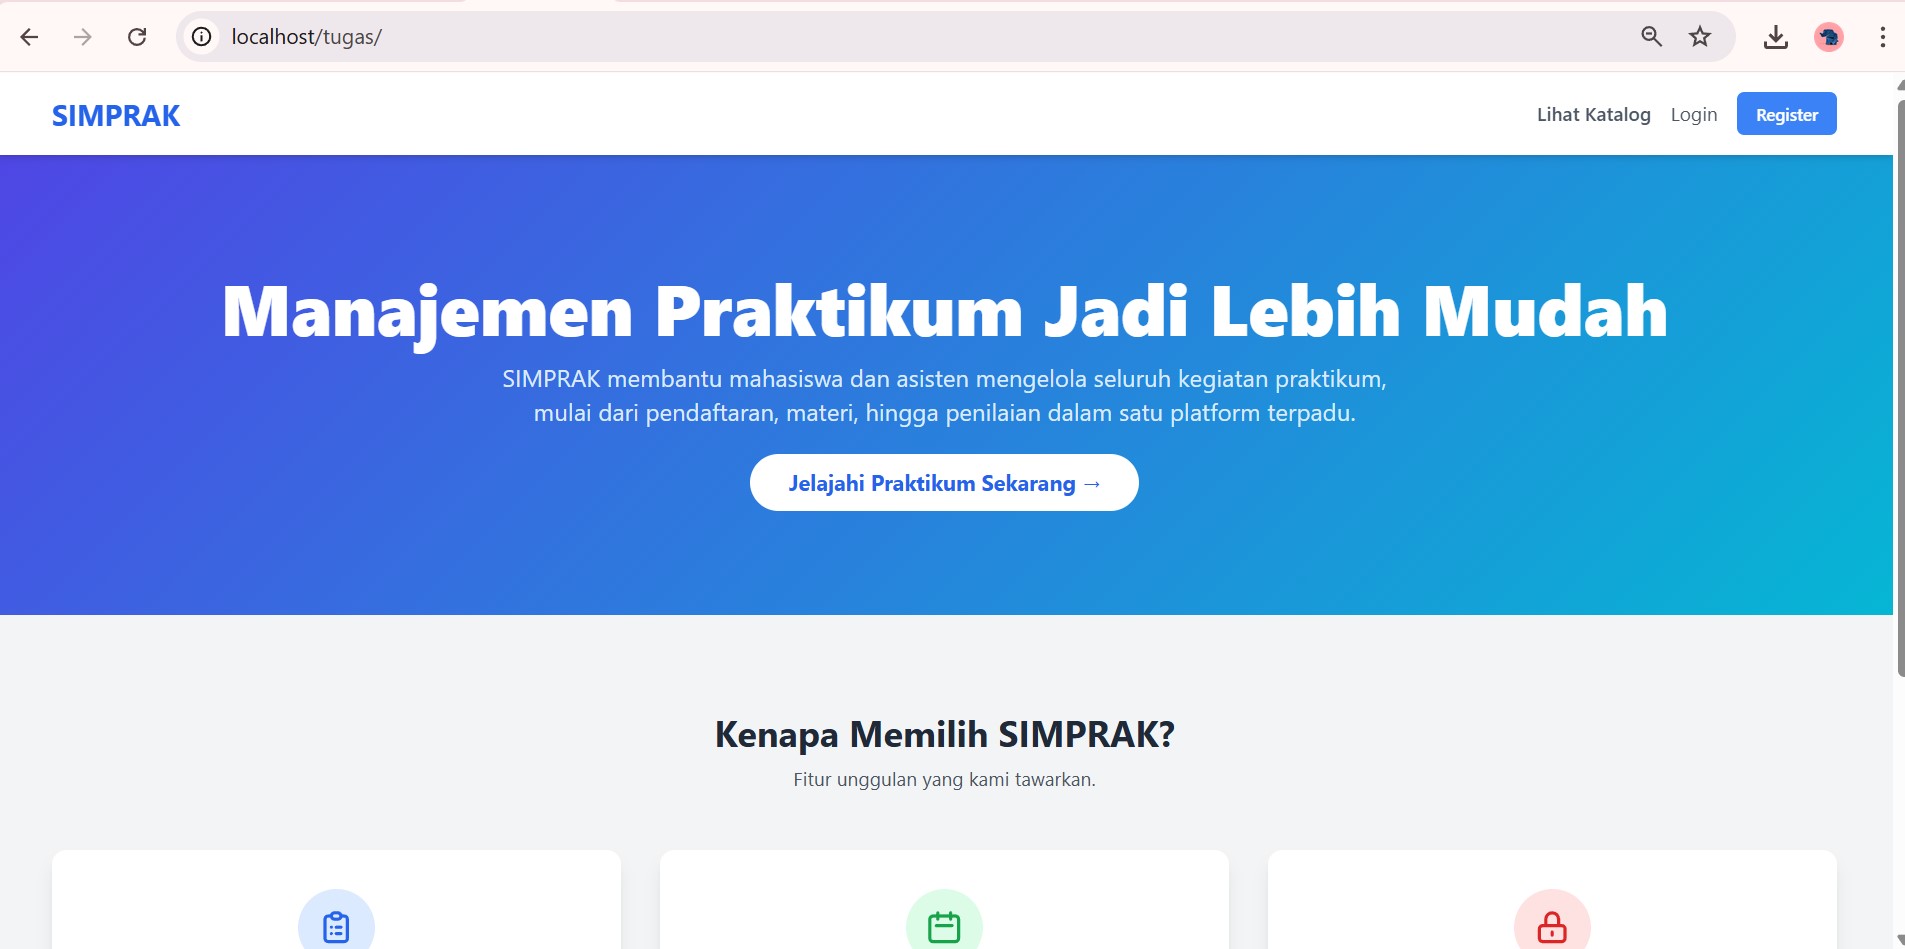 localhost/tugas/
SIMPRAK
Lihat Katalog
Login
Register
Manajemen Praktikum Jadi Lebih Mudah
SIMPRAK membantu mahasiswa dan asisten mengelola seluruh kegiatan praktikum,
mulai dari pendaftaran, materi, hingga penilaian dalam satu platform terpadu.
Jelajahi Praktikum Sekarang →
Kenapa Memilih SIMPRAK?
Fitur unggulan yang kami tawarkan.